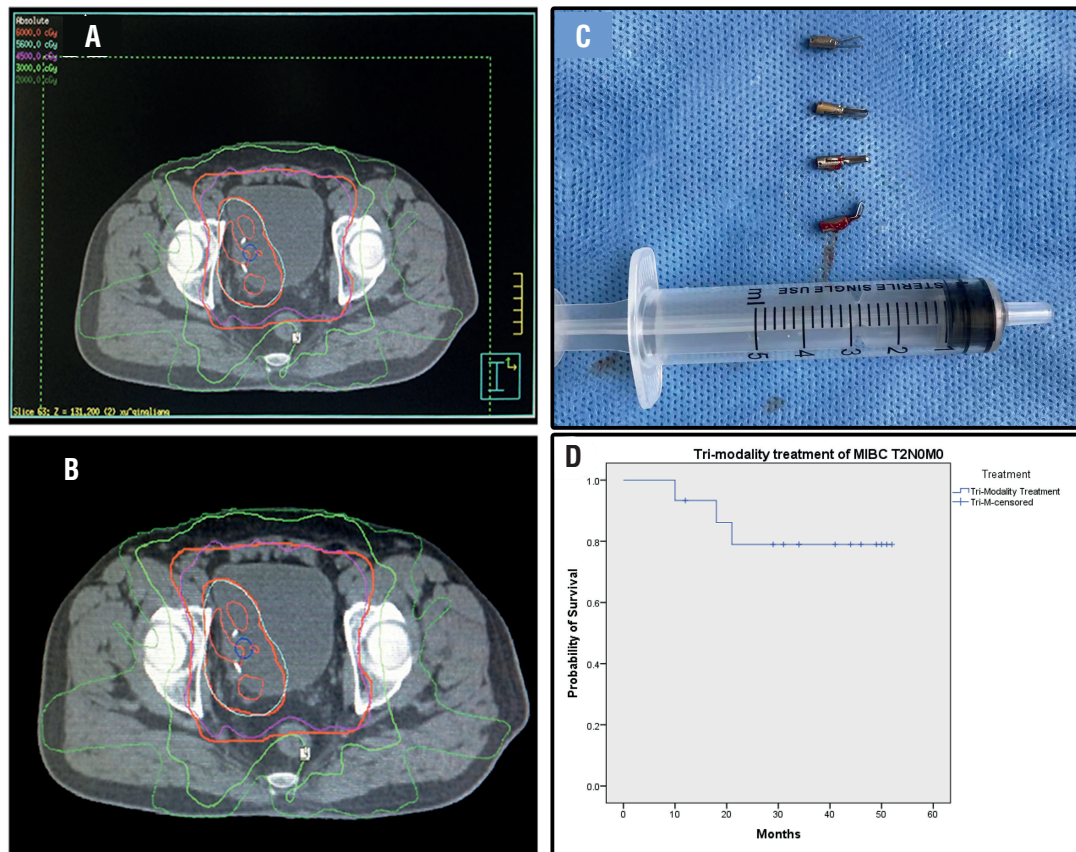 A
Absolute
6000.0 cGy
5600.0 cGy
4500.0 cGy
3000.0 cGy
2000.0 cGy
Slice 63: Z = 131.200 (2) xu^qingliang
B
C
STERILE SINGLE USE
ml
5 4 3 2 1
D
Tri-modality treatment of MIBC T2N0M0
Treatment
Tri-Modality Treatment
Tri-M-censored
Probability of Survival
1.0
0.8
0.6
0.4
0.2
0.0
0 10 20 30 40 50 60
Months